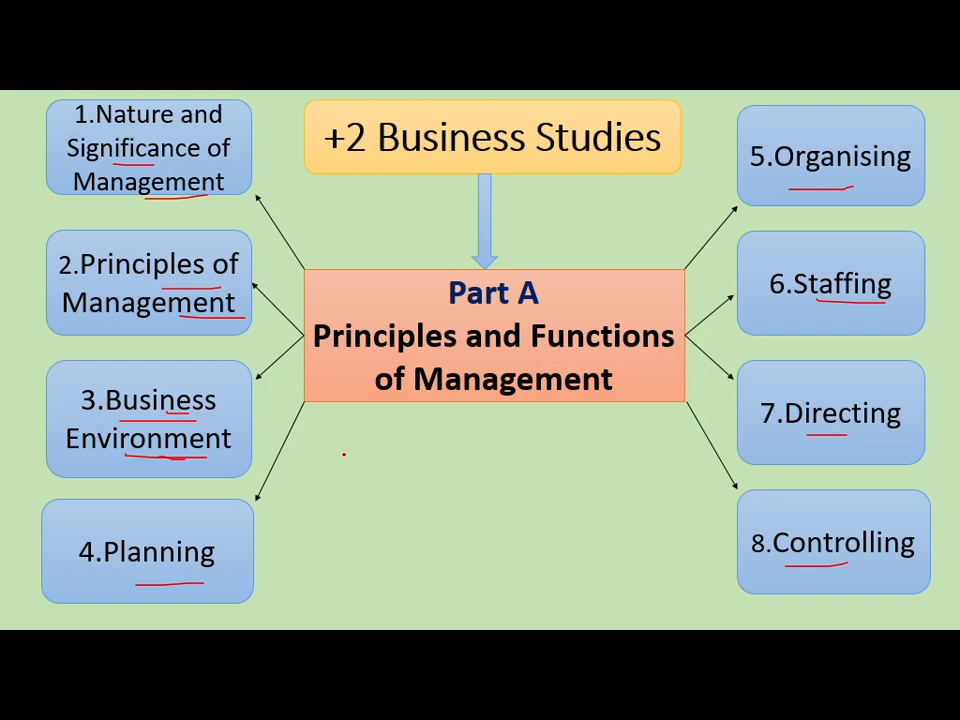 +2 Business Studies
Part A
Principles and Functions
of Management
1.Nature and
Significance of
Management
2.Principles of
Management
3.Business
Environment
4.Planning
5.Organising
6.Staffing
7.Directing
8.Controlling